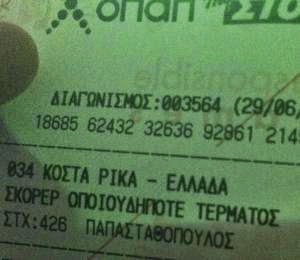 οπαπ
ΔΙΑΓΩΝΙΣΜΟΣ:003564 (29/06/
18685 62432 32636 92861 214
034 ΚΟΣΤΑ ΡΙΚΑ - ΕΛΛΑΔΑ
ΣΚΟΡΕΡ ΟΠΟΙΟΥΔΗΠΟΤΕ ΤΕΡΜΑΤΟΣ
ΣΤΧ:426 ΠΑΠΑΣΤΑΘΟΠΟΥΛΟΣ